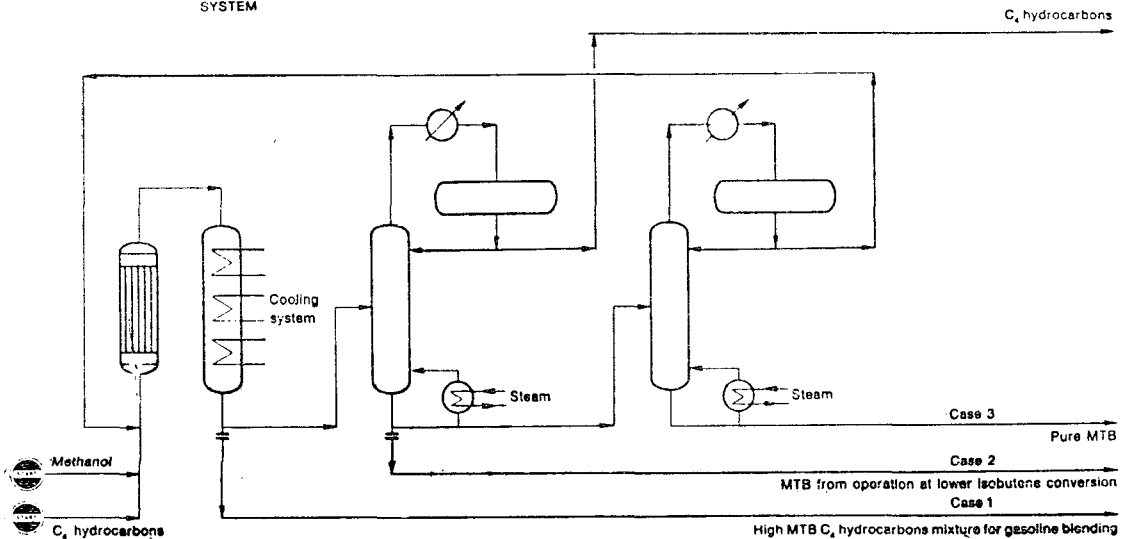 SYSTEM
C₄ hydrocarbons
Cooling
system
Steam
Steam
Case 3
Pure MTB
Methanol
Case 2
MTB from operation at lower isobutene conversion
Case 1
C₄ hydrocarbons
High MTB C₄ hydrocarbons mixture for gasoline blending